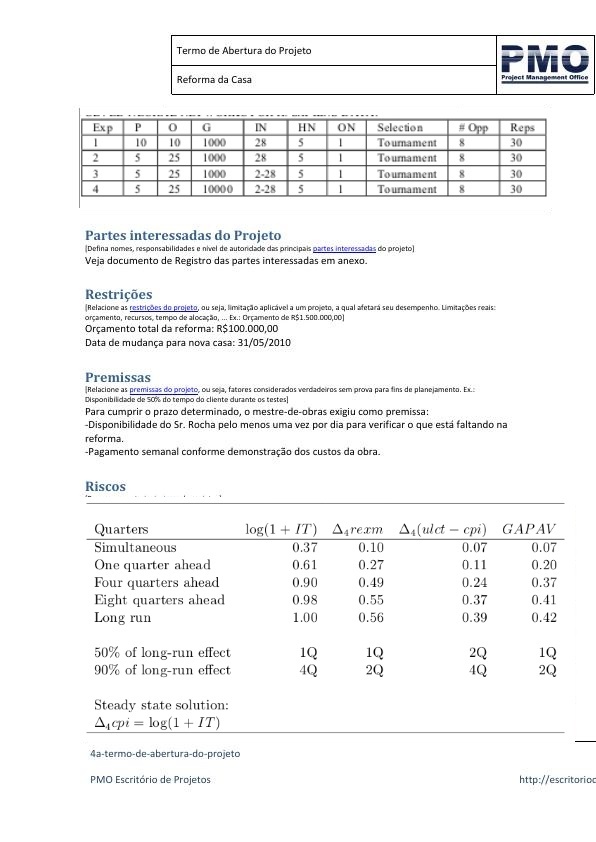 Termo de Abertura do Projeto
Reforma da Casa
PMO
Project Management Office
Exp P O G IN HN ON Selection # Opp Reps
1 10 10 1000 28 5 1 Tournament 8 30
2 5 25 1000 28 5 1 Tournament 8 30
3 5 25 1000 2-28 5 1 Tournament 8 30
4 5 25 10000 2-28 5 1 Tournament 8 30
Partes interessadas do Projeto
[Defina nomes, responsabilidades e nível de autoridade das principais partes interessadas do projeto]
Veja documento de Registro das partes interessadas em anexo.
Restrições
[Relacione as restrições do projeto, ou seja, limitação aplicável a um projeto, a qual afetará seu desempenho. Limitações reais:
orçamento, recursos, tempo de alocação, ... Ex.: Orçamento de R$1.500.000,00]
Orçamento total da reforma: R$100.000,00
Data de mudança para nova casa: 31/05/2010
Premissas
[Relacione as premissas do projeto, ou seja, fatores considerados verdadeiros sem prova para fins de planejamento. Ex.:
Disponibilidade de 50% do tempo do cliente durante os testes]
Para cumprir o prazo determinado, o mestre-de-obras exigiu como premissa:
-Disponibilidade do Sr. Rocha pelo menos uma vez por dia para verificar o que está faltando na
reforma.
-Pagamento semanal conforme demonstração dos custos da obra.
Riscos
Quarters log(1 + IT) Δ₄rexm Δ₄(ulct − cpi) GAPAV
Simultaneous 0.37 0.10 0.07 0.07
One quarter ahead 0.61 0.27 0.11 0.20
Four quarters ahead 0.90 0.49 0.24 0.37
Eight quarters ahead 0.98 0.55 0.37 0.41
Long run 1.00 0.56 0.39 0.42
50% of long-run effect 1Q 1Q 2Q 1Q
90% of long-run effect 4Q 2Q 4Q 2Q
Steady state solution:
Δ₄cpi = log(1 + IT)
4a-termo-de-abertura-do-projeto
PMO Escritório de Projetos http://escritorioc